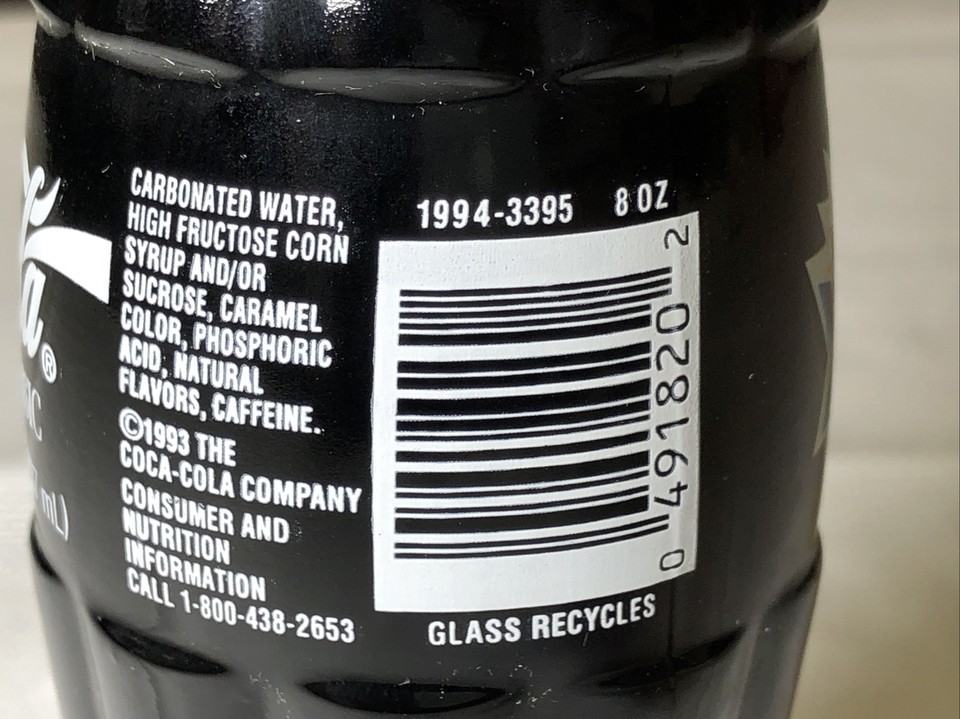 CARBONATED WATER,
HIGH FRUCTOSE CORN
SYRUP AND/OR
SUCROSE, CARAMEL
COLOR, PHOSPHORIC
ACID, NATURAL
FLAVORS, CAFFEINE.
©1993 THE
COCA-COLA COMPANY
CONSUMER AND
NUTRITION
INFORMATION
CALL 1-800-438-2653
1994-3395 8 OZ
0 491820 2
GLASS RECYCLES
a®
mL)